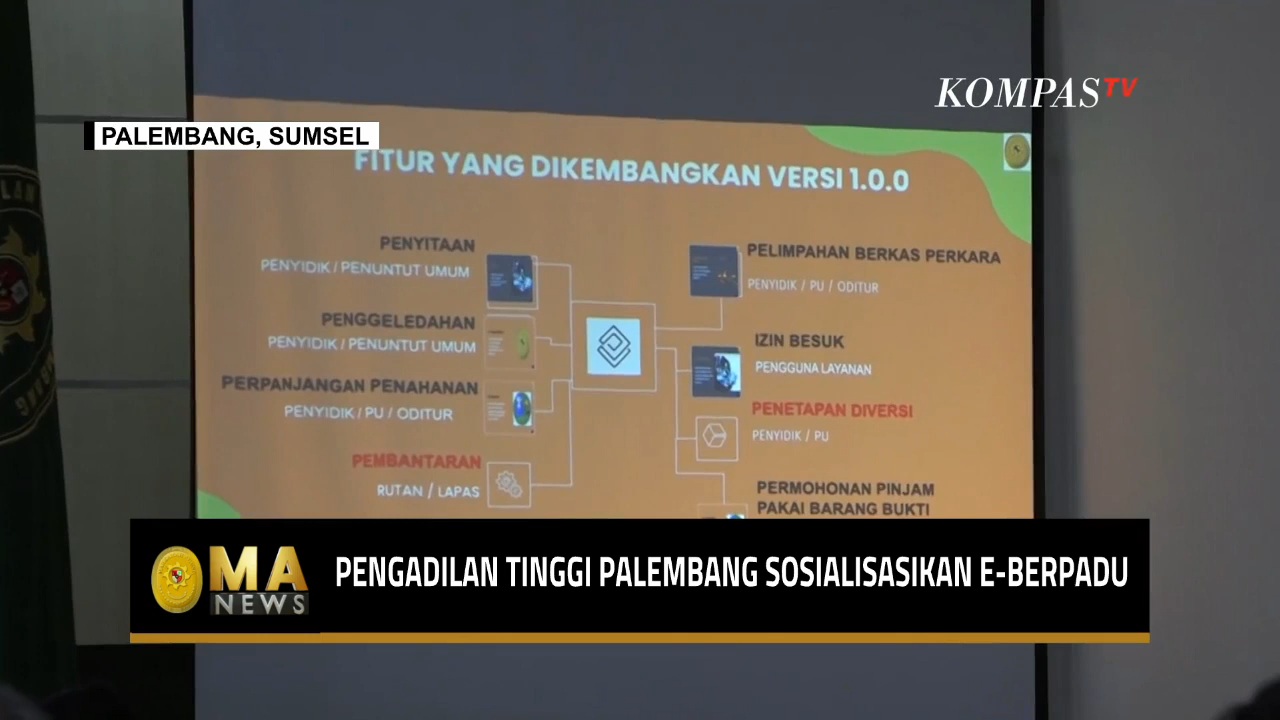 KOMPASTV
PALEMBANG, SUMSEL
FITUR YANG DIKEMBANGKAN VERSI 1.0.0
PENYITAAN
PENYIDIK / PENUNTUT UMUM
PENGGELEDAHAN
PENYIDIK / PENUNTUT UMUM
PERPANJANGAN PENAHANAN
PENYIDIK / PU / ODITUR
PEMBANTARAN
RUTAN / LAPAS
PELIMPAHAN BERKAS PERKARA
PENYIDIK / PU / ODITUR
IZIN BESUK
PENGGUNA LAYANAN
PENETAPAN DIVERSI
PENYIDIK / PU
PERMOHONAN PINJAM
PAKAI BARANG BUKTI
MA
NEWS
PENGADILAN TINGGI PALEMBANG SOSIALISASIKAN E-BERPADU